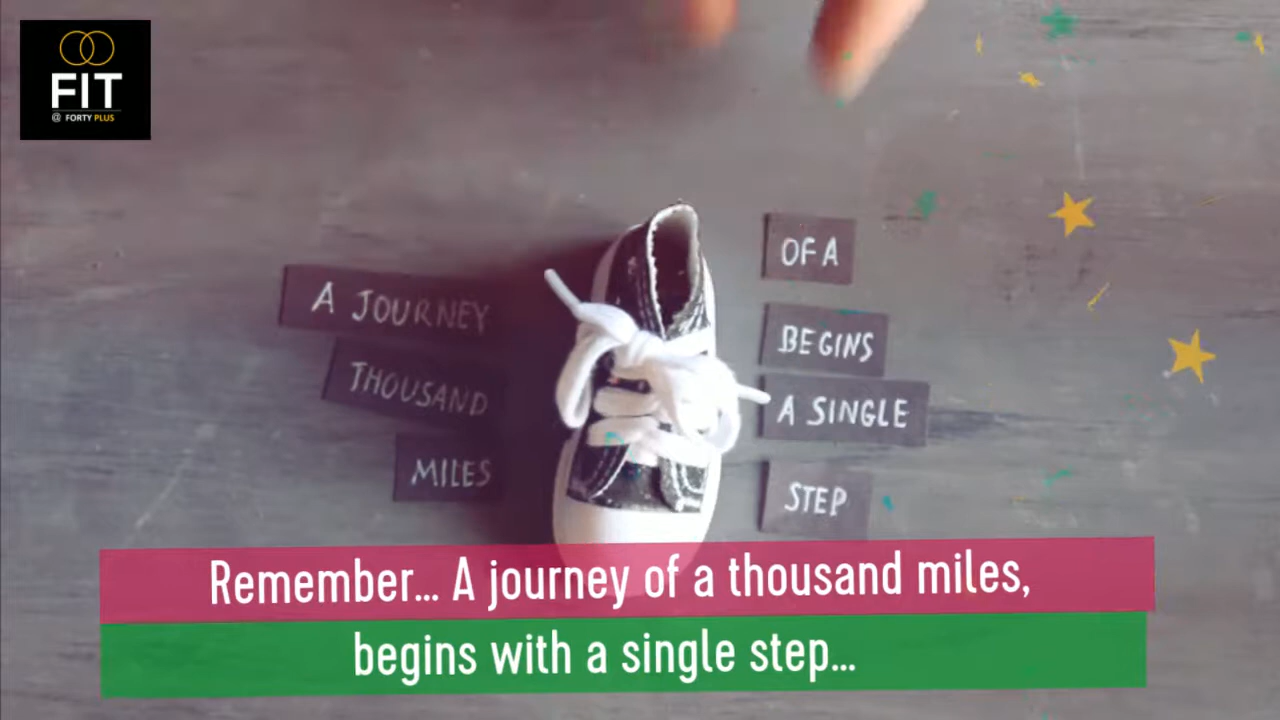 FIT
@ FORTY PLUS
A JOURNEY
OF A
THOUSAND
MILES
BEGINS
A SINGLE
STEP
Remember... A journey of a thousand miles,
begins with a single step...